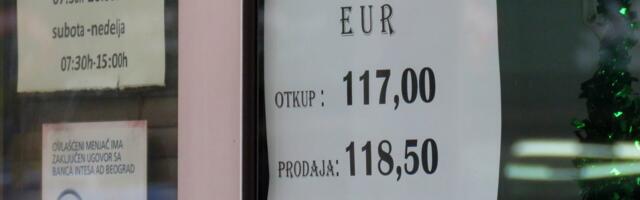 subota -nedelja
07:30h-15:00h
OVLAŠĆENI MENJAČ IMA
ZAKLJUČEN UGOVOR SA
BANCA INTESA AD BEOGRAD
EUR
OTKUP: 117,00
PRODAJA: 118,50